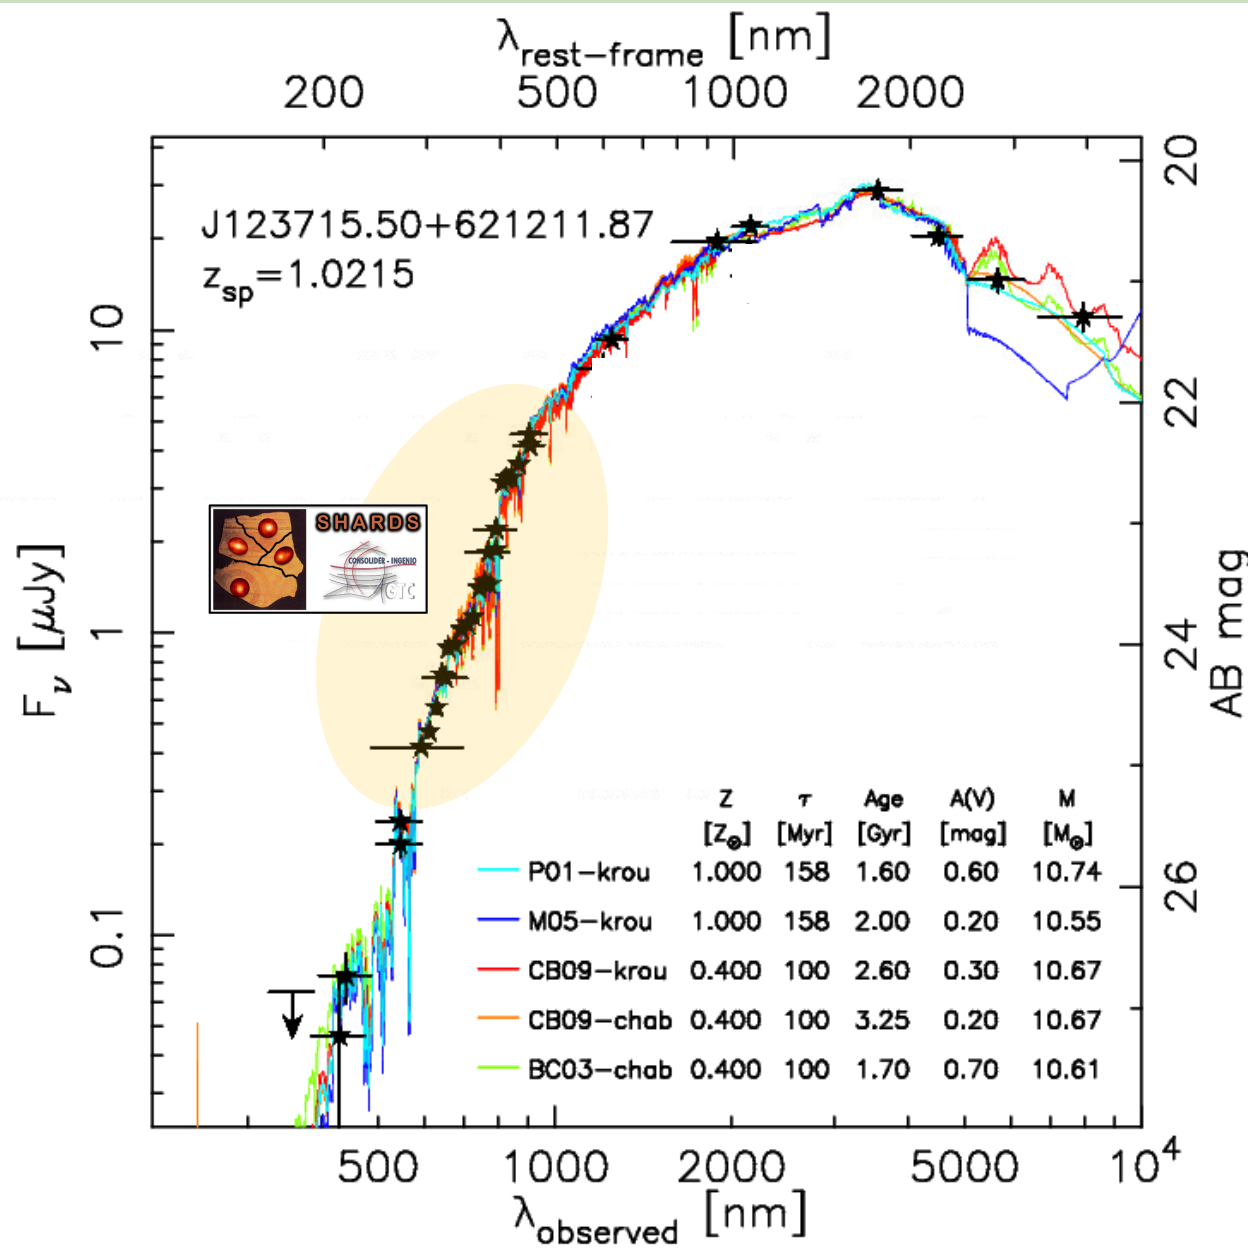 λrest−frame [nm]
200 500 1000 2000
J123715.50+621211.87
zsp=1.0215
20
22
24
26
AB mag
10
1
0.1
Fν [μJy]
SHARDS
CONSOLIDER - INGENIO
GTC
Z τ Age A(V) M
[Z⊙] [Myr] [Gyr] [mag] [M⊙]
P01−krou 1.000 158 1.60 0.60 10.74
M05−krou 1.000 158 2.00 0.20 10.55
CB09−krou 0.400 100 2.60 0.30 10.67
CB09−chab 0.400 100 3.25 0.20 10.67
BC03−chab 0.400 100 1.70 0.70 10.61
500 1000 2000 5000 10⁴
λobserved [nm]